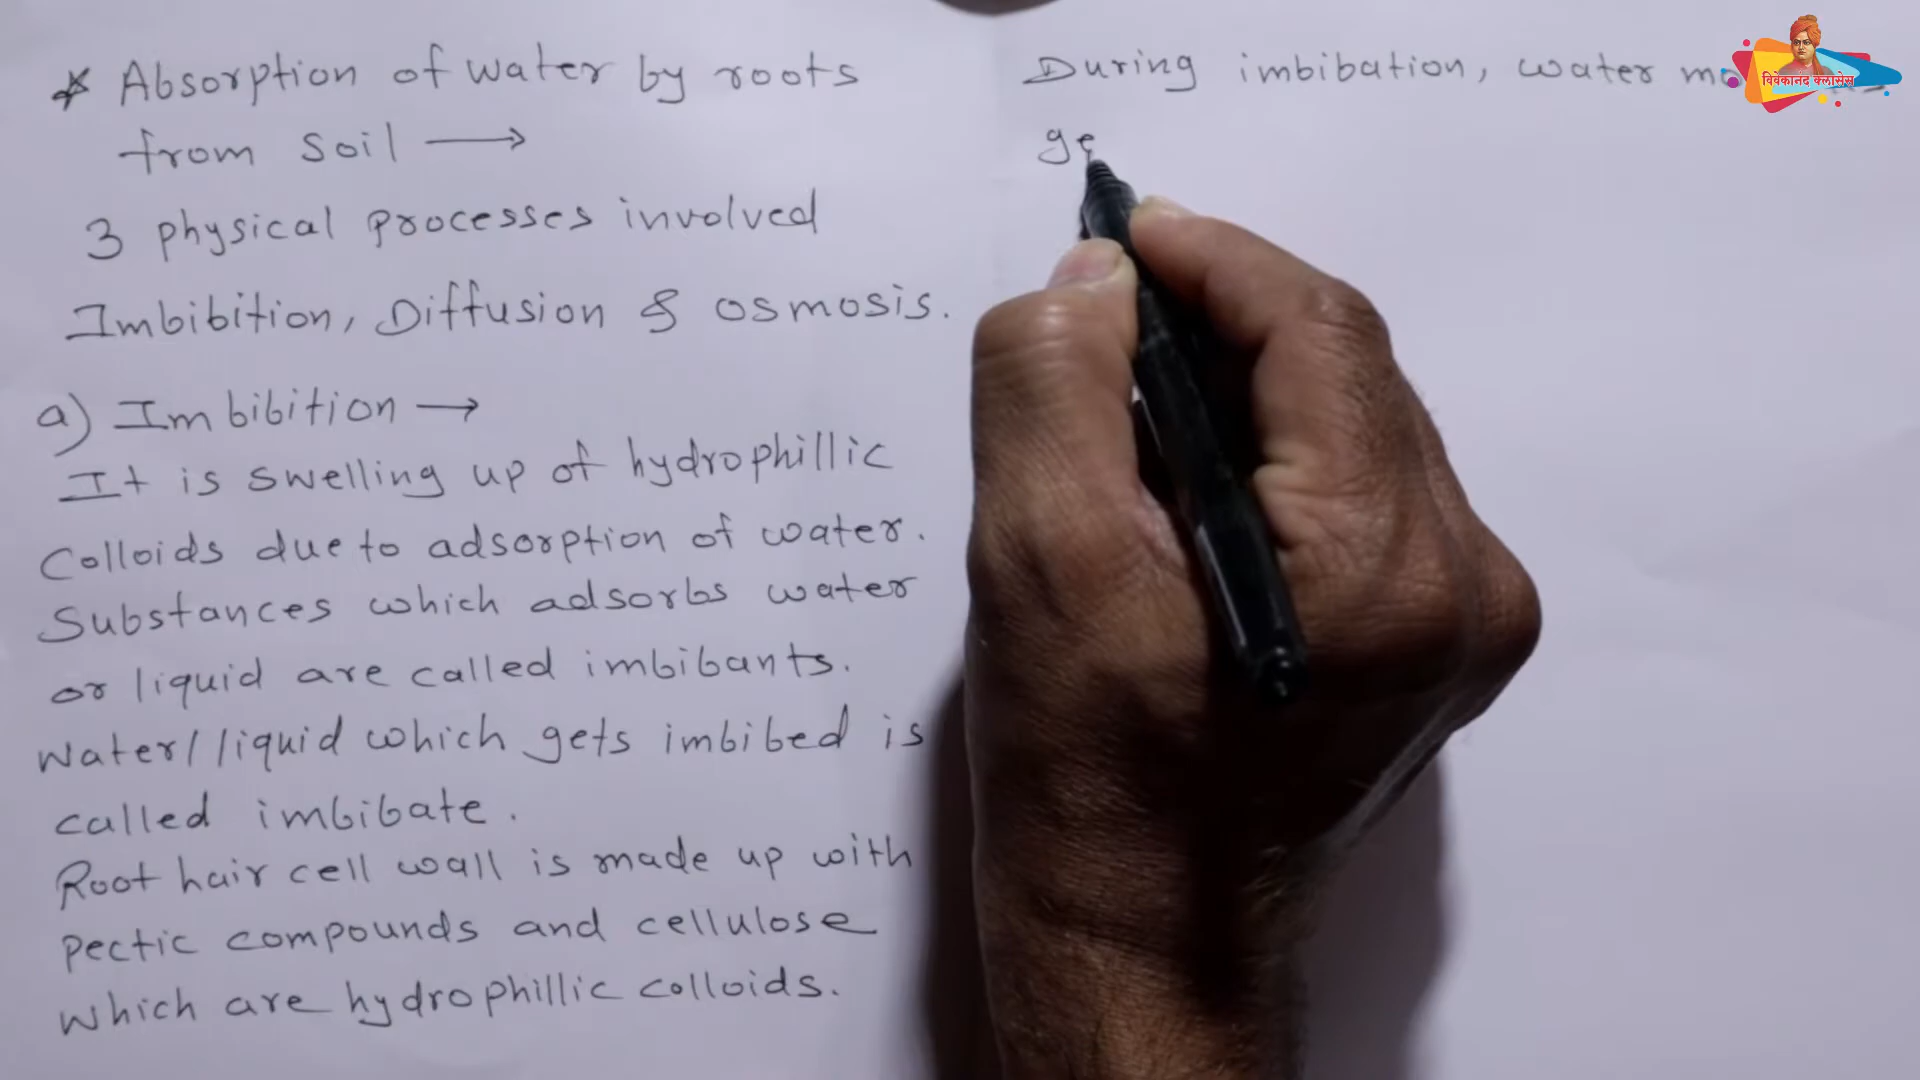 * Absorption of water by roots
from soil →
3 physical processes involved
Imbibition, Diffusion & osmosis.
a) Imbibition →
It is swelling up of hydrophillic
Colloids due to adsorption of water.
Substances which adsorbs water
or liquid are called imbibants.
Water/liquid which gets imbibed is
called imbibate.
Root hair cell wall is made up with
pectic compounds and cellulose
which are hydrophillic colloids.
During imbibation, water
ge
विवेकानंद क्लासेस